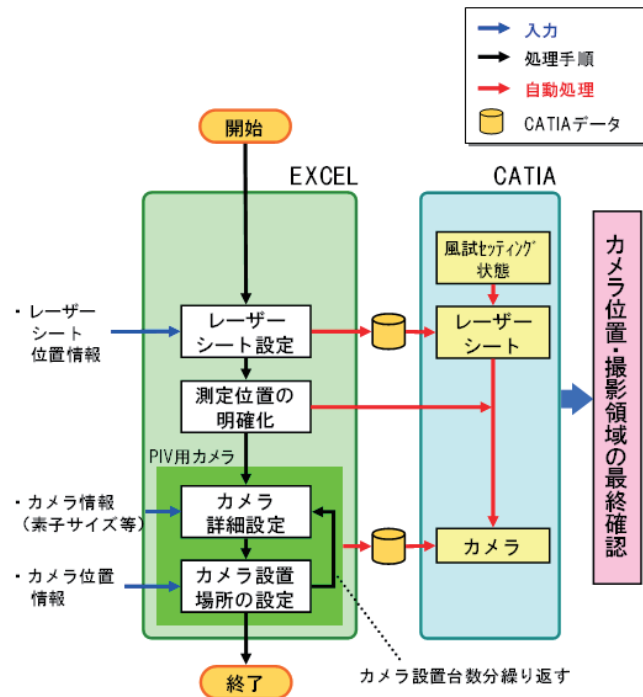 入力
処理手順
自動処理
CATIAデータ
開始
EXCEL
CATIA
風試ｾｯﾃｨﾝｸﾞ
状態
・レーザー
シート
位置情報
レーザー
シート設定
レーザー
シート
測定位置の
明確化
PIV用カメラ
・カメラ情報
（素子サイズ等）
カメラ
詳細設定
カメラ
・カメラ位置
情報
カメラ設置
場所の設定
カメラ設置台数分繰り返す
終了
カメラ位置・撮影領域の最終確認